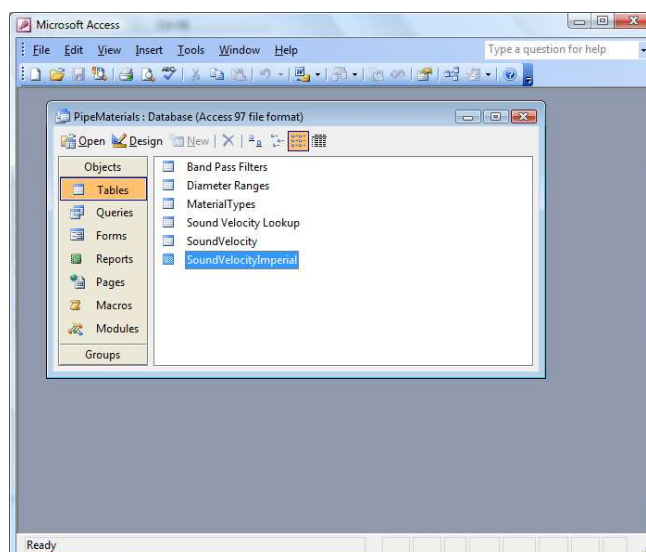 Microsoft Access
File Edit View Insert Tools Window Help
Type a question for help
PipeMaterials : Database (Access 97 file format)
Open Design New
Objects
Tables
Queries
Forms
Reports
Pages
Macros
Modules
Groups
Band Pass Filters
Diameter Ranges
MaterialTypes
Sound Velocity Lookup
SoundVelocity
SoundVelocityImperial
Ready